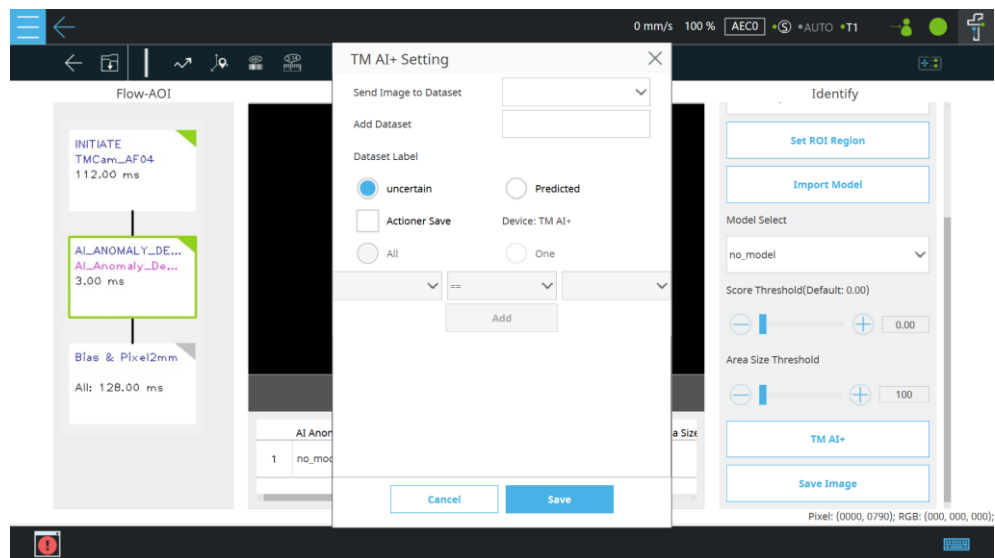 0 mm/s 100 % AEC0 S AUTO T1
Flow-AOI
INITIATE
TMCam_AF04
112.00 ms
AI_ANOMALY_DE...
AI_Anomaly_De...
3.00 ms
Bias & Pixel2mm
All: 128.00 ms
TM AI+ Setting
Send Image to Dataset
Add Dataset
Dataset Label
uncertain Predicted
Actioner Save Device: TM AI+
All One
==
Add
Cancel Save
AI Anon a Size
1 no_mod
Identify
Set ROI Region
Import Model
Model Select
no_model
Score Threshold(Default: 0.00)
0.00
Area Size Threshold
100
TM AI+
Save Image
Pixel: (0000, 0790); RGB: (000, 000, 000);